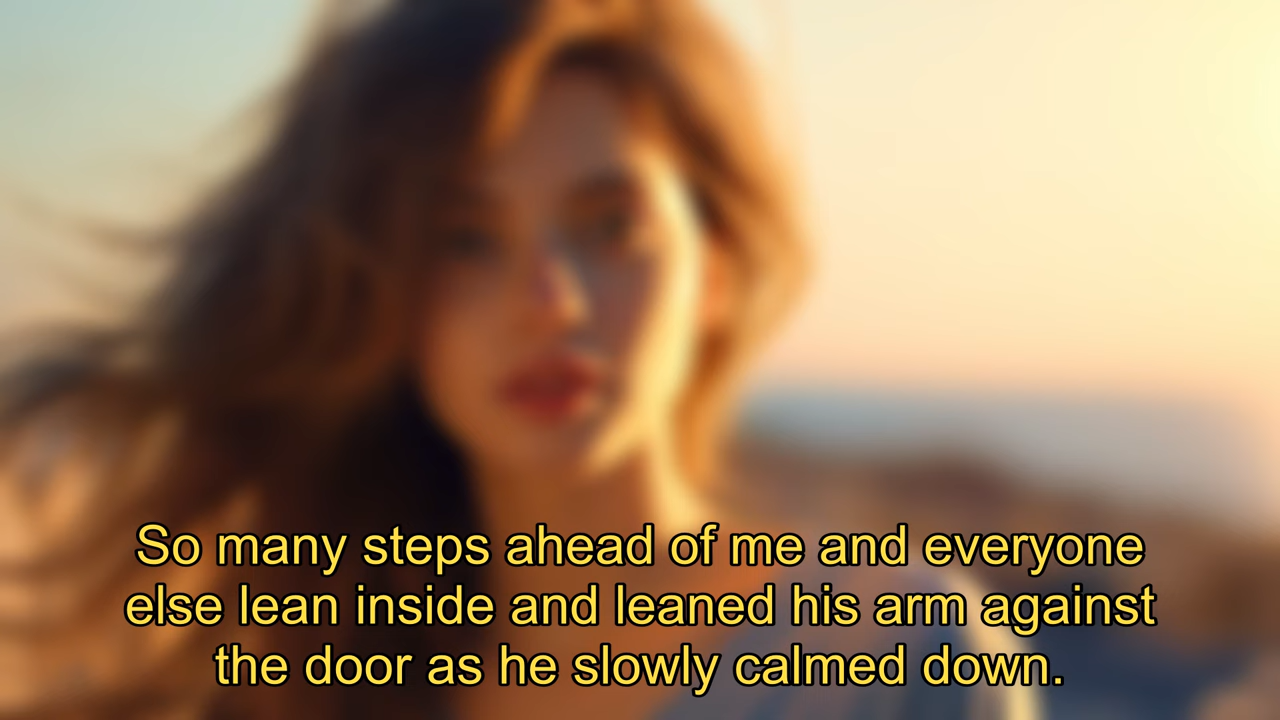 So many steps ahead of me and everyone
else lean inside and leaned his arm against
the door as he slowly calmed down.